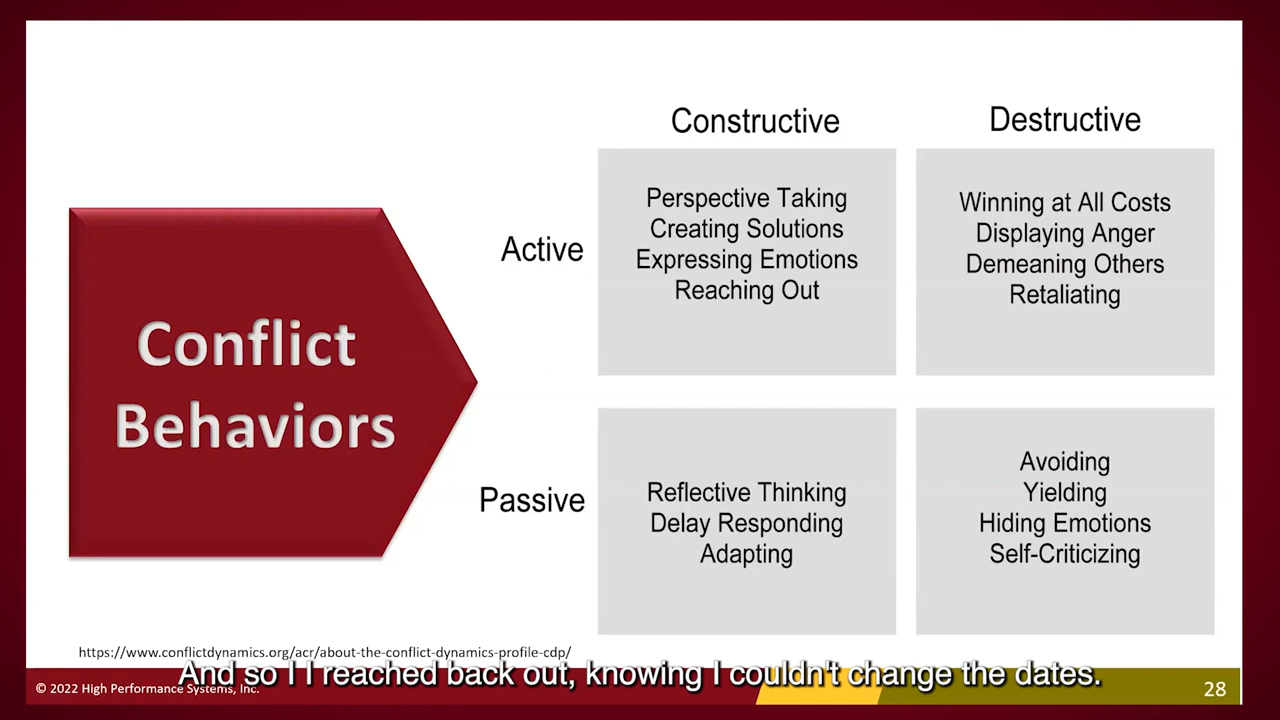 Constructive
Destructive
Active
Perspective Taking
Creating Solutions
Expressing Emotions
Reaching Out
Winning at All Costs
Displaying Anger
Demeaning Others
Retaliating
Conflict
Behaviors
Passive
Reflective Thinking
Delay Responding
Adapting
Avoiding
Yielding
Hiding Emotions
Self-Criticizing
https://www.conflictdynamics.org/acr/about-the-conflict-dynamics-profile-cdp/
And so I I reached back out, knowing I couldn't change the dates.
© 2022 High Performance Systems, Inc.
28